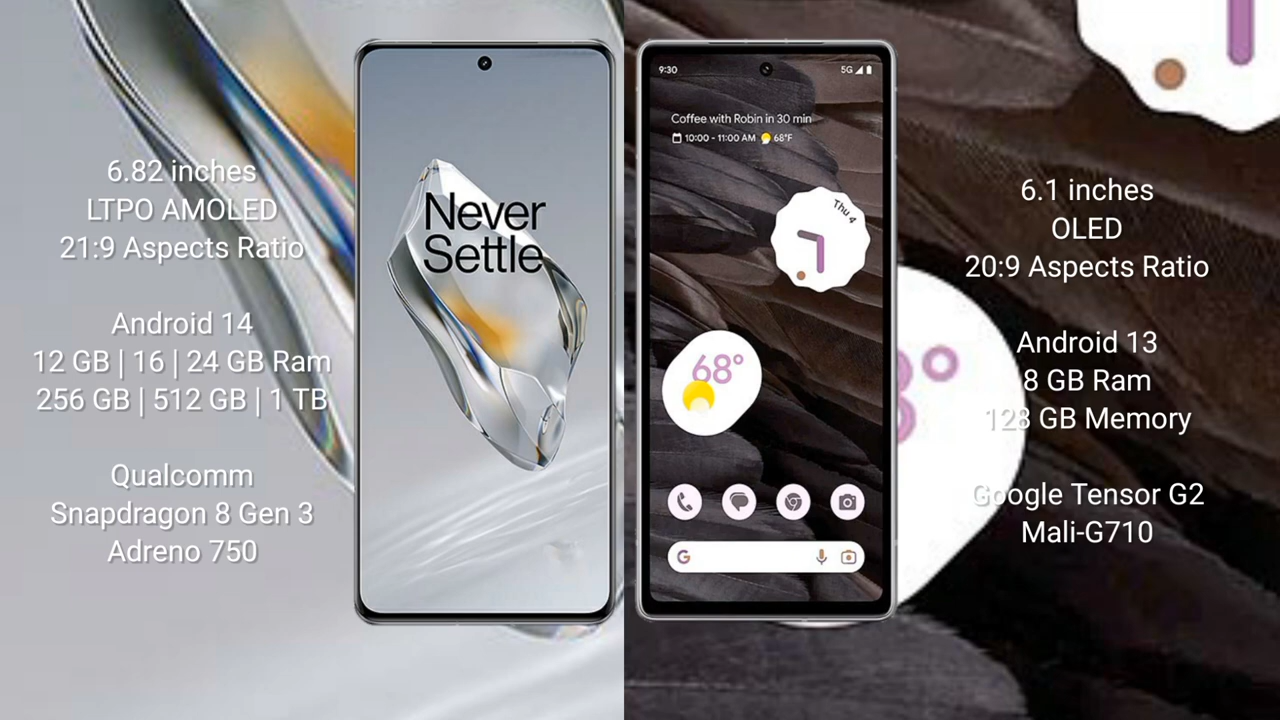 6.82 inches
LTPO AMOLED
21:9 Aspects Ratio
Android 14
12 GB | 16 | 24 GB Ram
256 GB | 512 GB | 1 TB
Qualcomm
Snapdragon 8 Gen 3
Adreno 750
Never
Settle
9:30
5G
Coffee with Robin in 30 min
10:00 - 11:00 AM 68°F
Thu 4
68°
G
6.1 inches
OLED
20:9 Aspects Ratio
Android 13
8 GB Ram
128 GB Memory
Google Tensor G2
Mali-G710